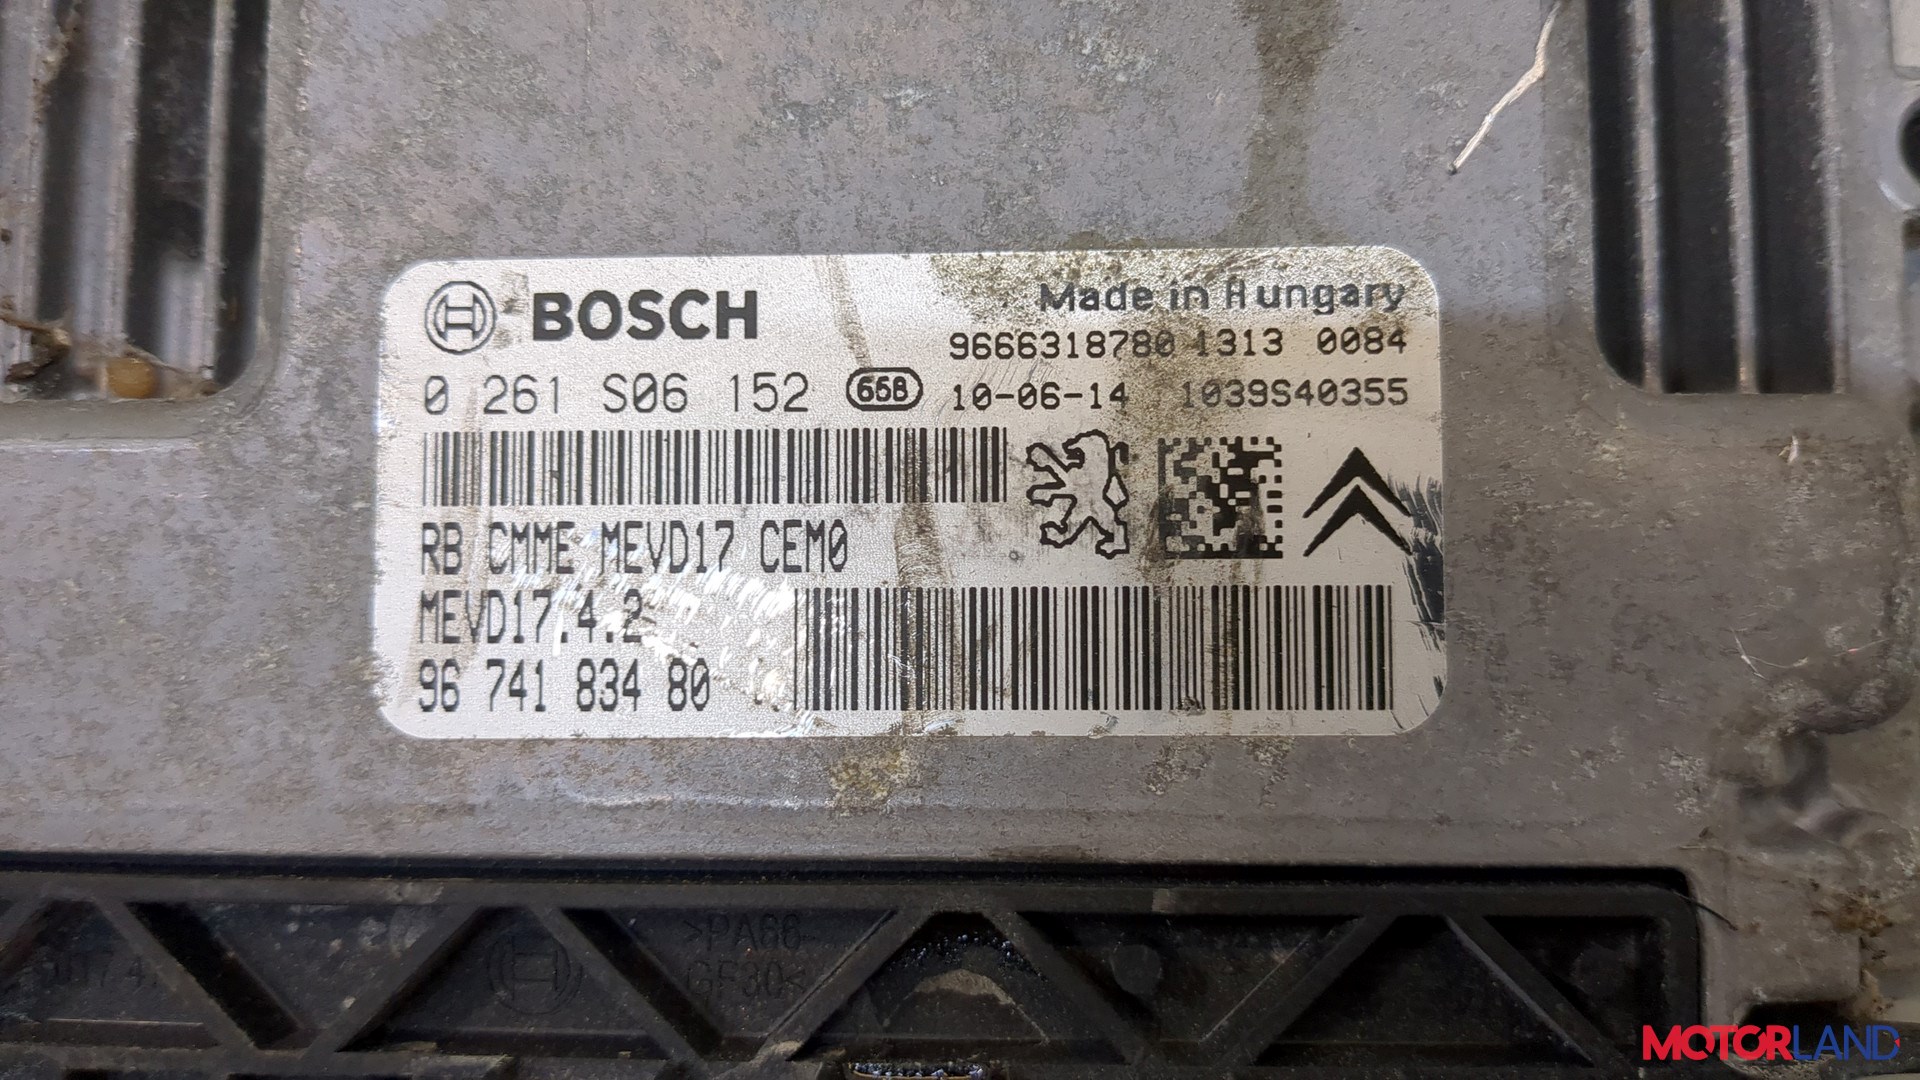 BOSCH
Made in Hungary
9666318780 1313 0084
0 261 S06 152 66B 10-06-14 1039S40355
RB CMME MEVD17 CEM0
MEVD17.4.2
96 741 834 80
>PA66-
GF30<
MOTORLAND